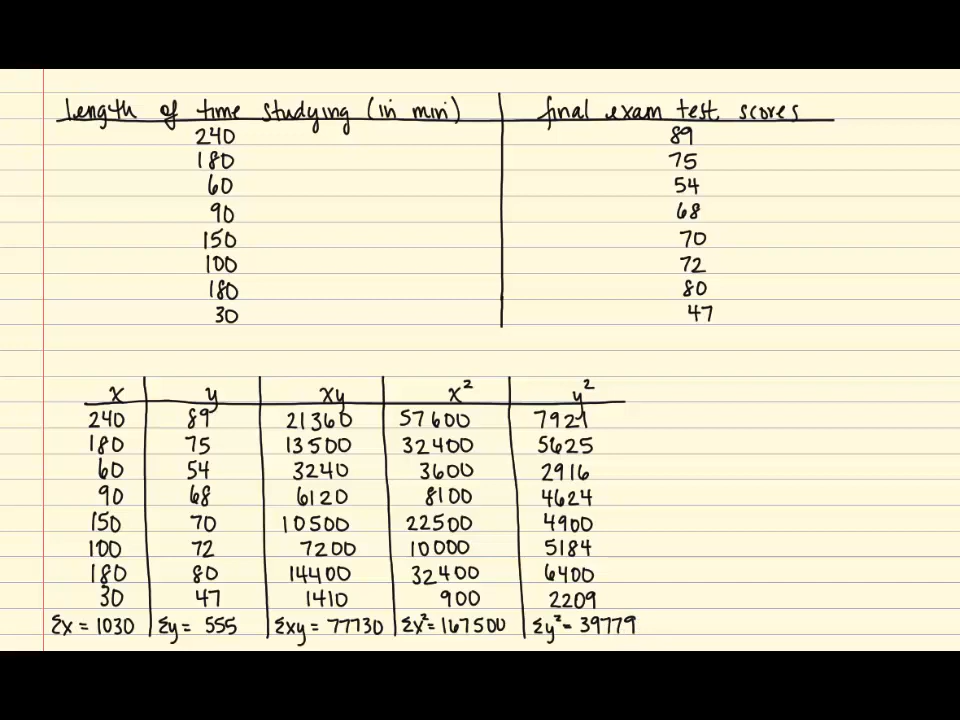 length of time studying (in min) final exam test scores
240 89
180 75
60 54
90 68
150 70
100 72
180 80
30 47
x y xy x² y²
240 89 21360 57600 7921
180 75 13500 32400 5625
60 54 3240 3600 2916
90 68 6120 8100 4624
150 70 10500 22500 4900
100 72 7200 10000 5184
180 80 14400 32400 6400
30 47 1410 900 2209
Σx = 1030 Σy = 555 Σxy = 77730 Σx² = 167500 Σy² = 39779